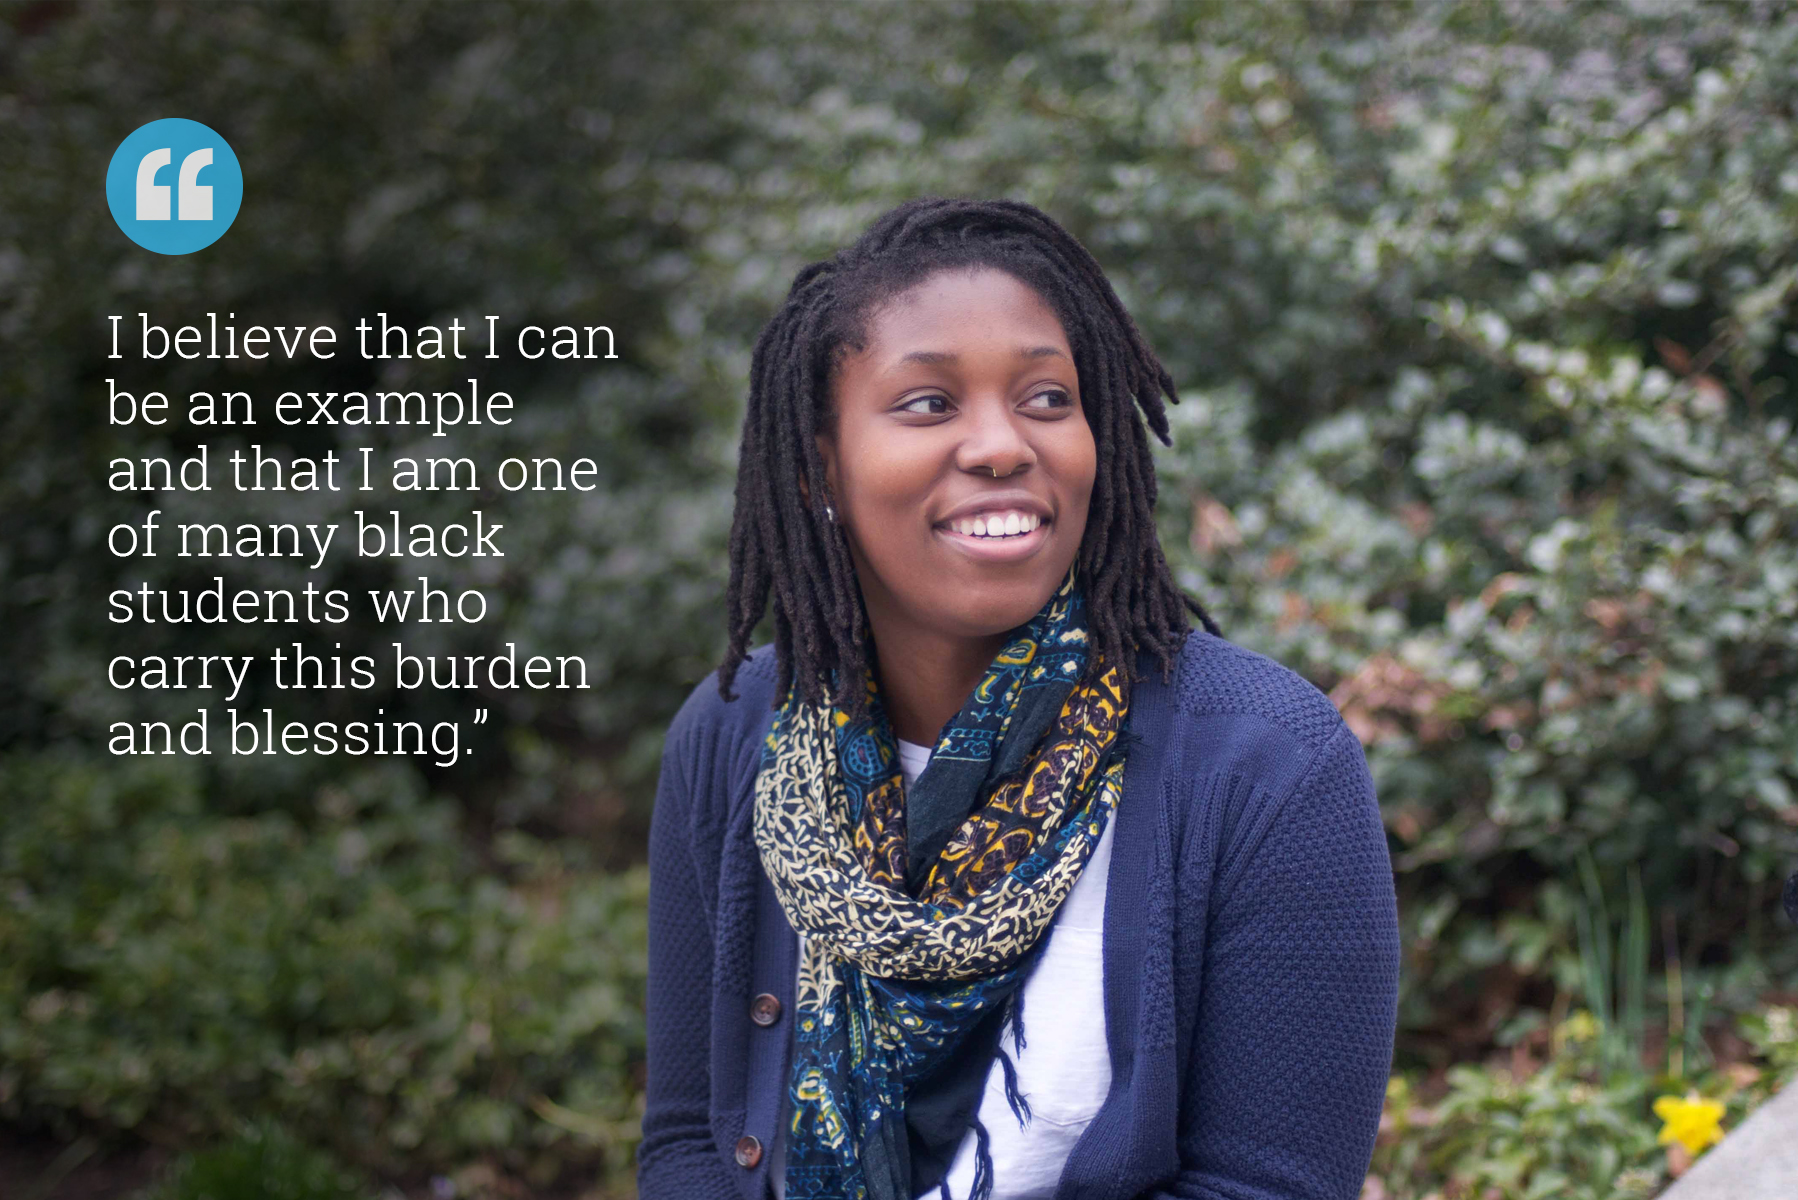 “
I believe that I can
be an example
and that I am one
of many black
students who
carry this burden
and blessing.”